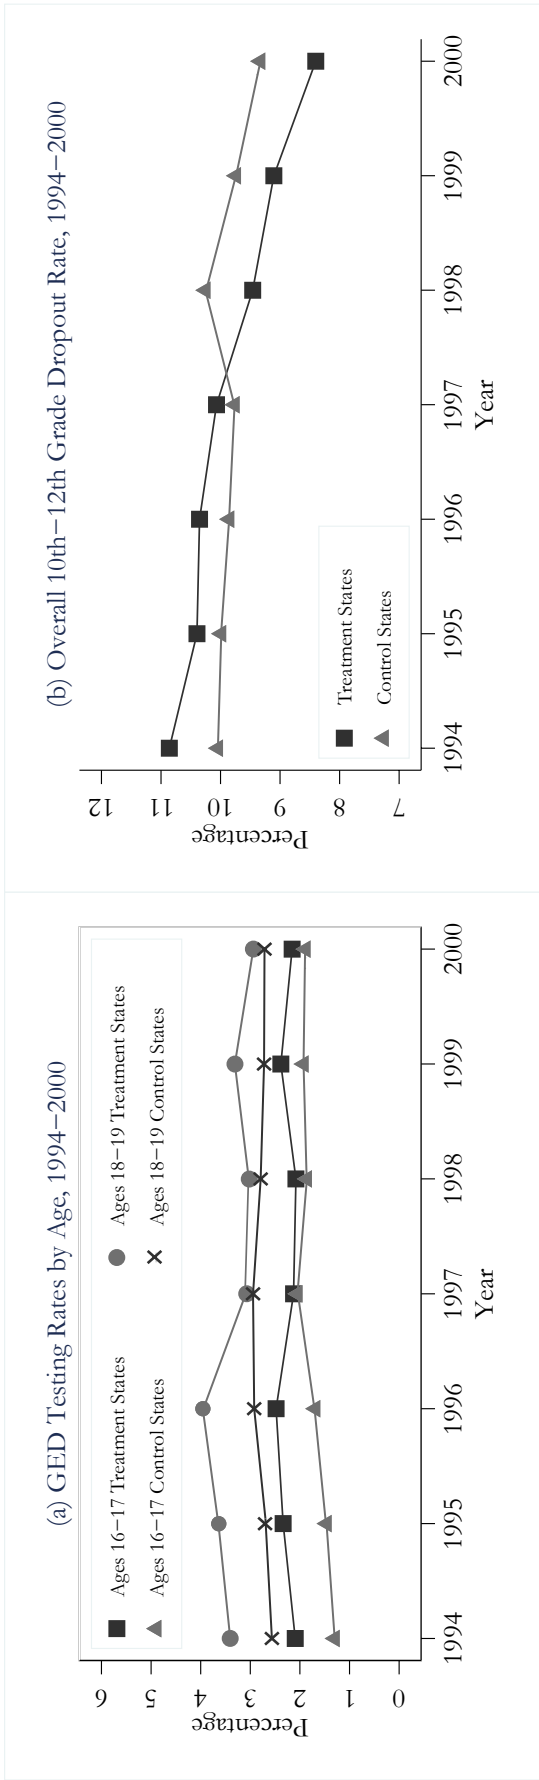 (a) GED Testing Rates by Age, 1994–2000
Percentage
6
5
4
3
2
1
0
Ages 16–17 Treatment States
Ages 18–19 Treatment States
Ages 16–17 Control States
Ages 18–19 Control States
1994 1995 1996 1997 1998 1999 2000
Year
(b) Overall 10th–12th Grade Dropout Rate, 1994–2000
Percentage
12
11
10
9
8
7
Treatment States
Control States
1994 1995 1996 1997 1998 1999 2000
Year